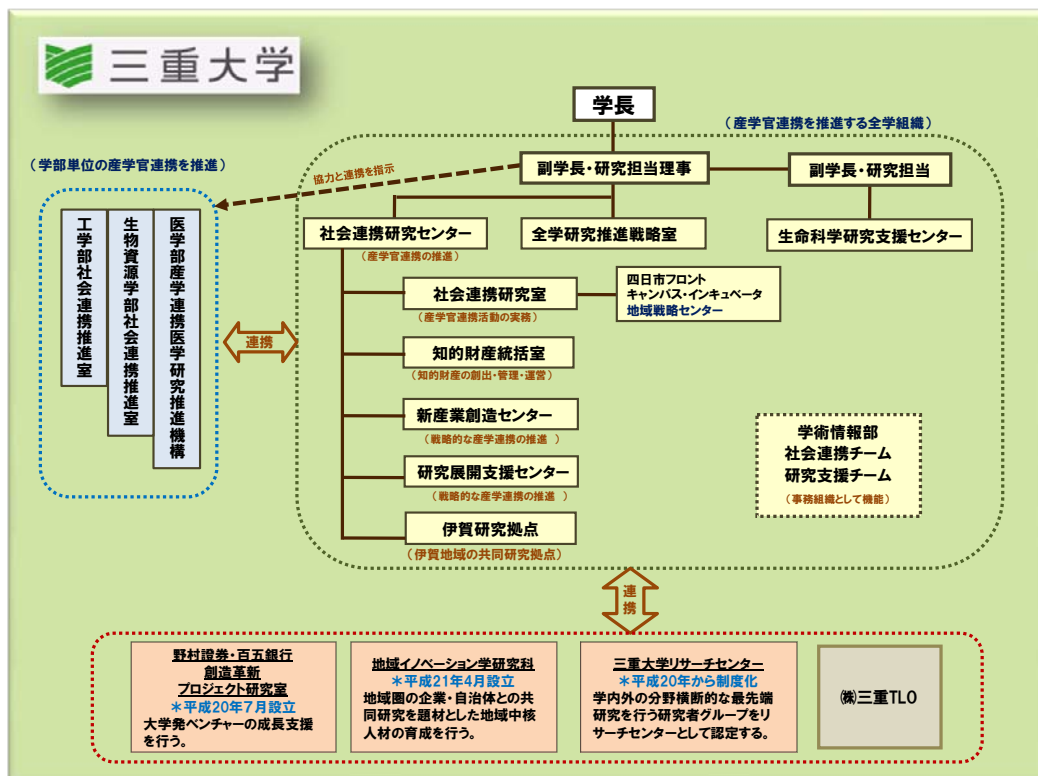 三重大学
学長
（産学官連携を推進する全学組織）
（学部単位の産学官連携を推進）
協力と連携を指示
副学長・研究担当理事
副学長・研究担当
工学部社会連携推進室
生物資源学部社会連携推進室
医学部産学連携医学研究推進機構
社会連携研究センター
（産学官連携の推進）
全学研究推進戦略室
生命科学研究支援センター
社会連携研究室
（産学官連携活動の実務）
四日市フロント
キャンバス・インキュベータ
地域戦略センター
連携
知的財産統括室
（知的財産の創出・管理・運営）
新産業創造センター
（戦略的な産学連携の推進 ）
研究展開支援センター
（戦略的な産学連携の推進 ）
伊賀研究拠点
（伊賀地域の共同研究拠点）
学術情報部
社会連携チーム
研究支援チーム
（事務組織として機能）
連携
野村證券・百五銀行
創造革新
プロジェクト研究室
＊平成20年7月設立
大学発ベンチャーの成長支援
を行う。
地域イノベーション学研究科
＊平成21年4月設立
地域圏の企業・自治体との共
同研究を題材とした地域中核
人材の育成を行う。
三重大学リサーチセンター
＊平成20年から制度化
学内外の分野横断的な最先端
研究を行う研究者グループをリ
サーチセンターとして認定する。
㈱三重TLO